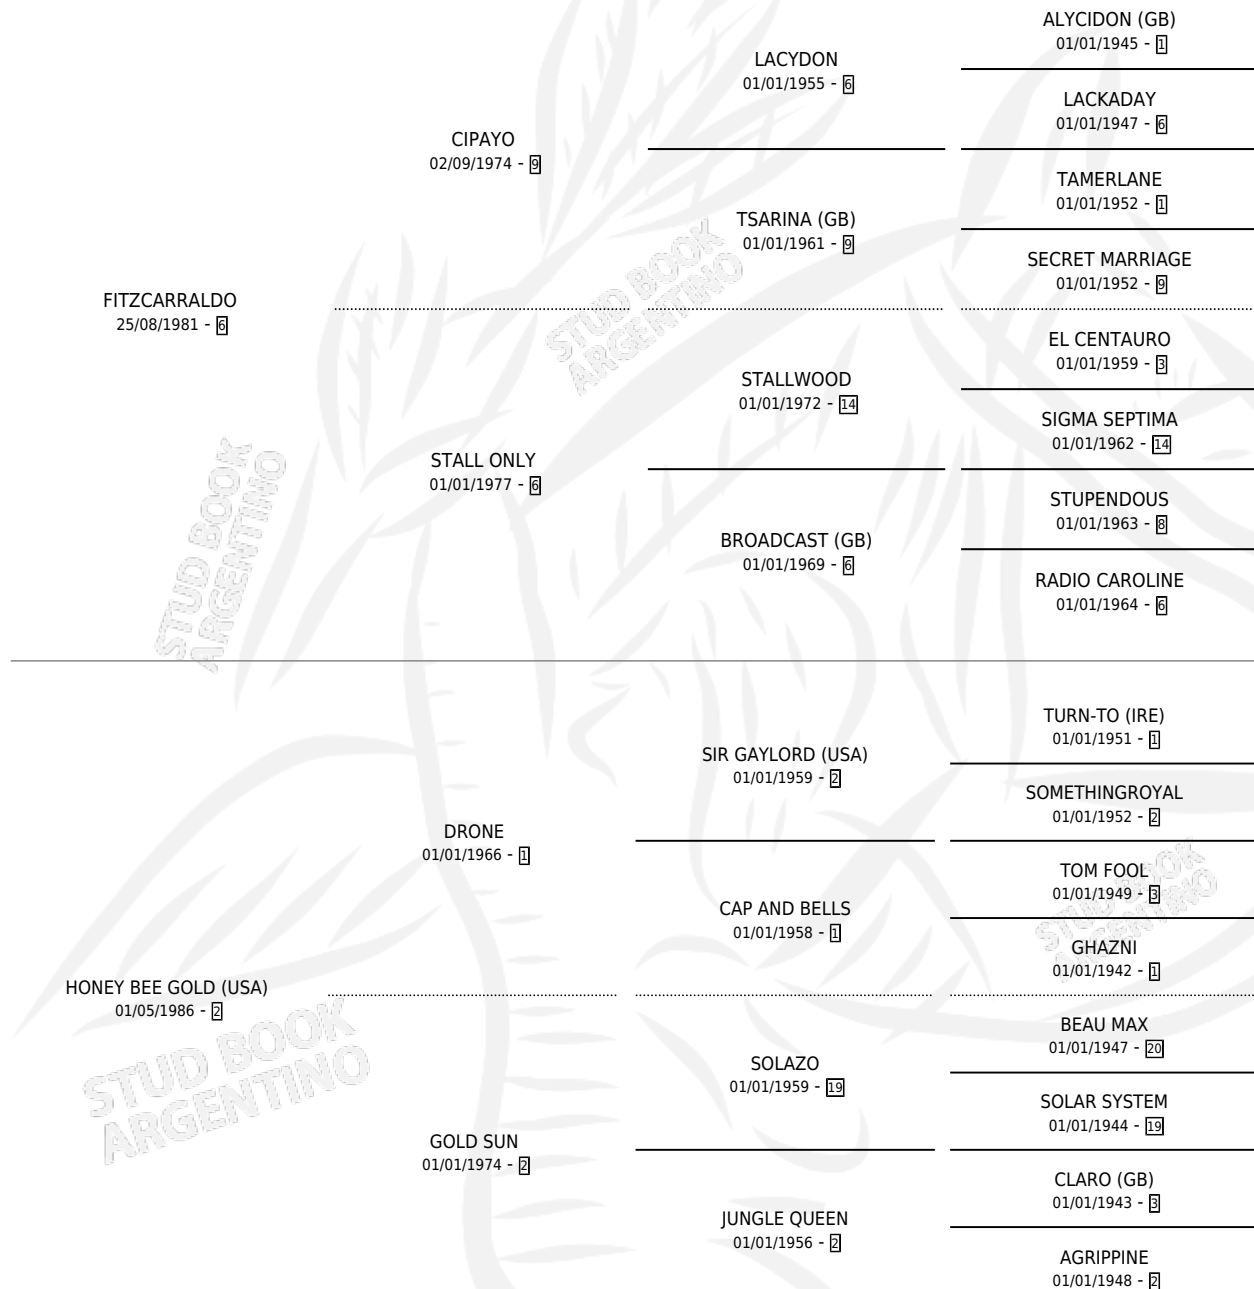 ALYCIDON (GB)
01/01/1945 - 1
LACYDON
01/01/1955 - 6
LACKADAY
01/01/1947 - 6
CIPAYO
02/09/1974 - 9
TAMERLANE
01/01/1952 - 1
TSARINA (GB)
01/01/1961 - 9
SECRET MARRIAGE
01/01/1952 - 9
FITZCARRALDO
25/08/1981 - 6
EL CENTAURO
01/01/1959 - 3
STALLWOOD
01/01/1972 - 14
SIGMA SEPTIMA
01/01/1962 - 14
STALL ONLY
01/01/1977 - 6
STUPENDOUS
01/01/1963 - 8
BROADCAST (GB)
01/01/1969 - 6
RADIO CAROLINE
01/01/1964 - 6
TURN-TO (IRE)
01/01/1951 - 1
SIR GAYLORD (USA)
01/01/1959 - 2
SOMETHINGROYAL
01/01/1952 - 2
DRONE
01/01/1966 - 1
TOM FOOL
01/01/1949 - 3
CAP AND BELLS
01/01/1958 - 1
GHAZNI
01/01/1942 - 1
HONEY BEE GOLD (USA)
01/05/1986 - 2
BEAU MAX
01/01/1947 - 20
SOLAZO
01/01/1959 - 19
SOLAR SYSTEM
01/01/1944 - 19
GOLD SUN
01/01/1974 - 2
CLARO (GB)
01/01/1943 - 3
JUNGLE QUEEN
01/01/1956 - 2
AGRIPPINE
01/01/1948 - 2
STUD BOOK
ARGENTINO
STUD BOOK
ARGENTINO
STUD BOOK
ARGENTINO
STUD BOOK
ARGENTINO